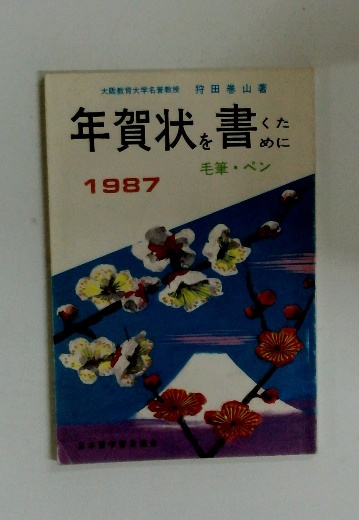 大阪教育大学名誉教授 狩田巻山著
年賀状を書くために
毛筆・ペン
1987